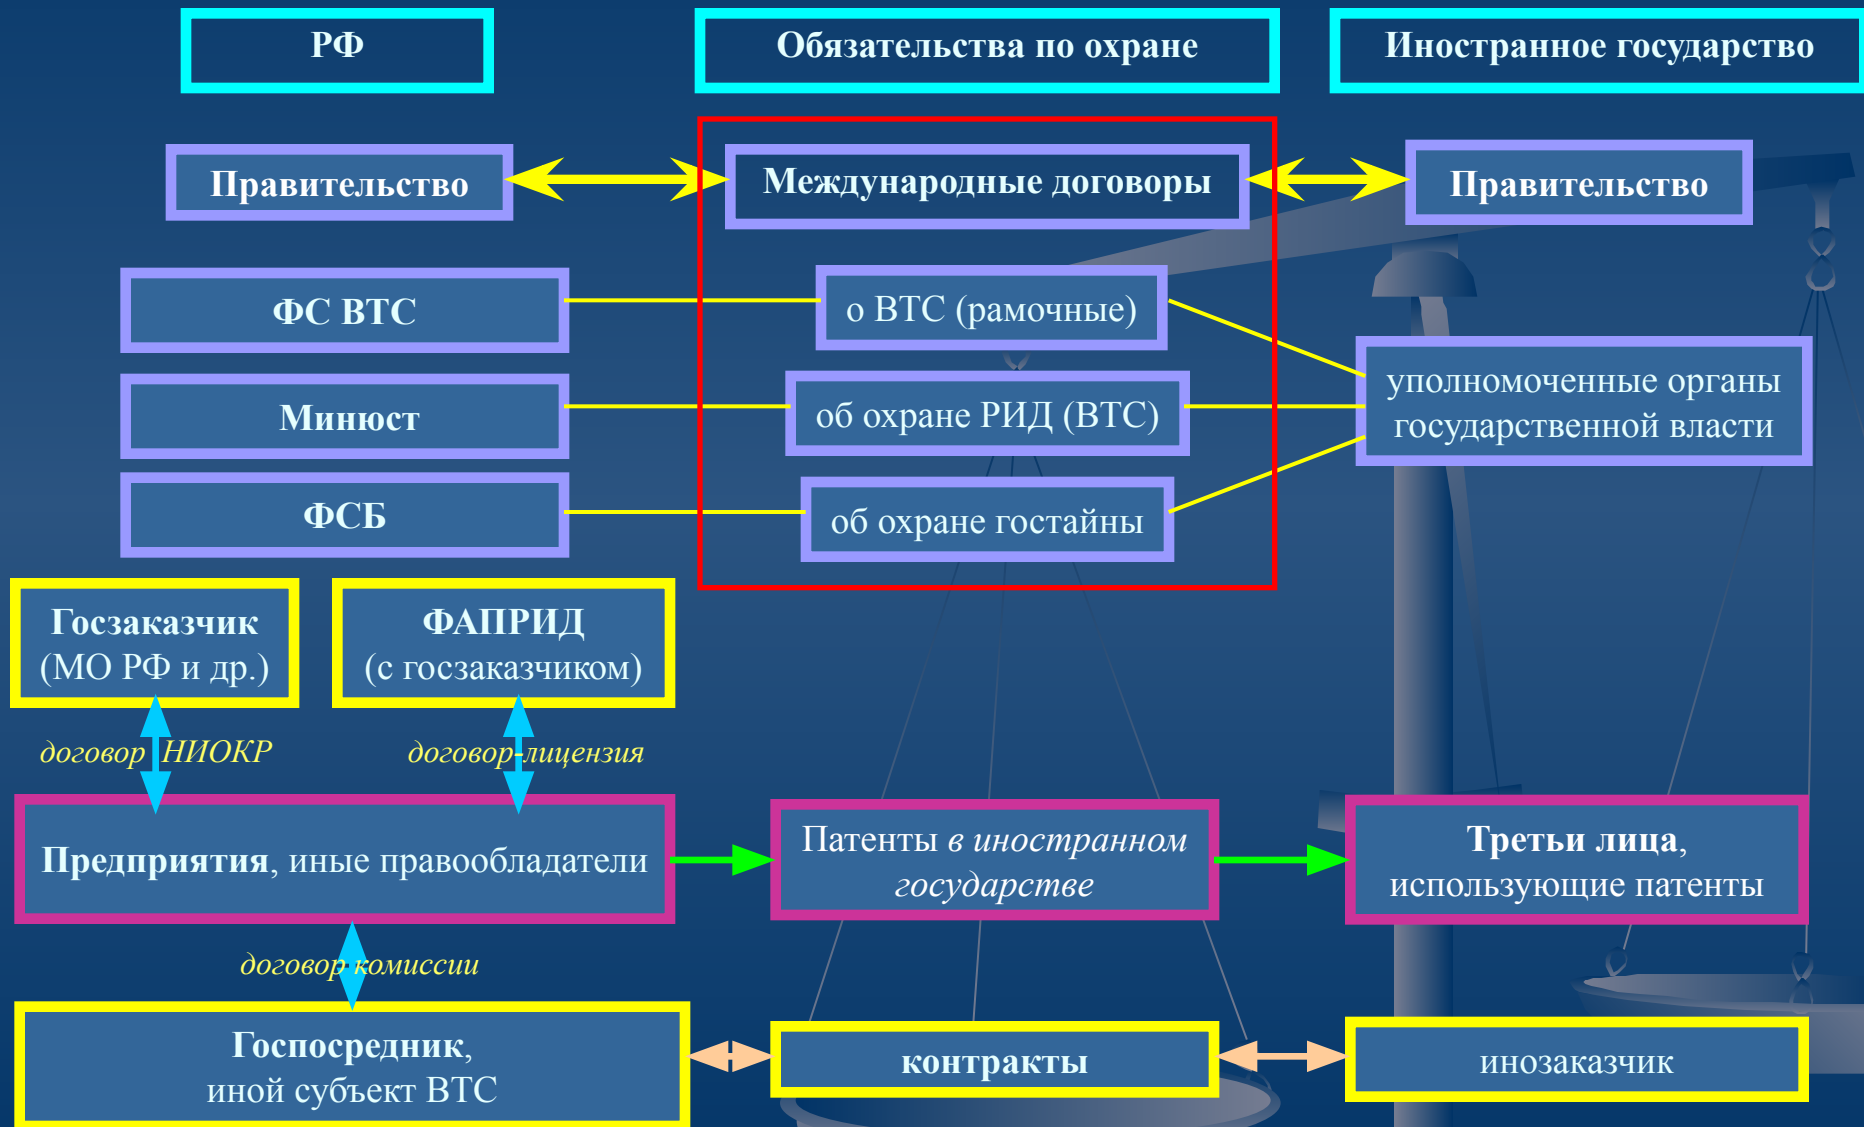 РФ
Обязательства по охране
Иностранное государство
Правительство
Международные договоры
Правительство
ФС ВТС
о ВТС (рамочные)
Минюст
об охране РИД (ВТС)
уполномоченные органы
государственной власти
ФСБ
об охране гостайны
Госзаказчик
(МО РФ и др.)
ФАПРИД
(с госзаказчиком)
договор НИОКР
договор-лицензия
Предприятия, иные правообладатели
Патенты в иностранном
государстве
Третьи лица,
использующие патенты
договор комиссии
Госпосредник,
иной субъект ВТС
контракты
инозаказчик